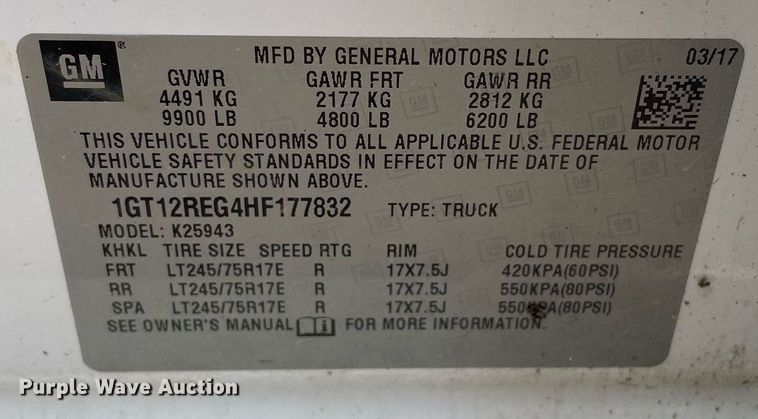 GM
MFD BY GENERAL MOTORS LLC 03/17
GVWR GAWR FRT GAWR RR
4491 KG 2177 KG 2812 KG
9900 LB 4800 LB 6200 LB
THIS VEHICLE CONFORMS TO ALL APPLICABLE U.S. FEDERAL MOTOR
VEHICLE SAFETY STANDARDS IN EFFECT ON THE DATE OF
MANUFACTURE SHOWN ABOVE.
1GT12REG4HF177832 TYPE: TRUCK
MODEL: K25943
KHKL TIRE SIZE SPEED RTG RIM COLD TIRE PRESSURE
FRT LT245/75R17E R 17X7.5J 420KPA(60PSI)
RR LT245/75R17E R 17X7.5J 550KPA(80PSI)
SPA LT245/75R17E R 17X7.5J 550KPA(80PSI)
SEE OWNER'S MANUAL FOR MORE INFORMATION.
Purple Wave Auction